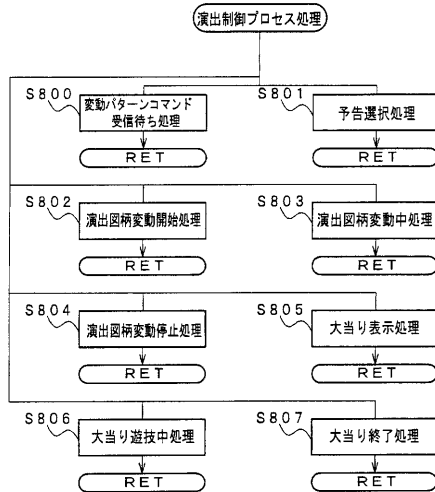 演出制御プロセス処理
S800
変動パターンコマンド
受信待ち処理
RET
S801
予告選択処理
RET
S802
演出図柄変動開始処理
RET
S803
演出図柄変動中処理
RET
S804
演出図柄変動停止処理
RET
S805
大当り表示処理
RET
S806
大当り遊技中処理
RET
S807
大当り終了処理
RET